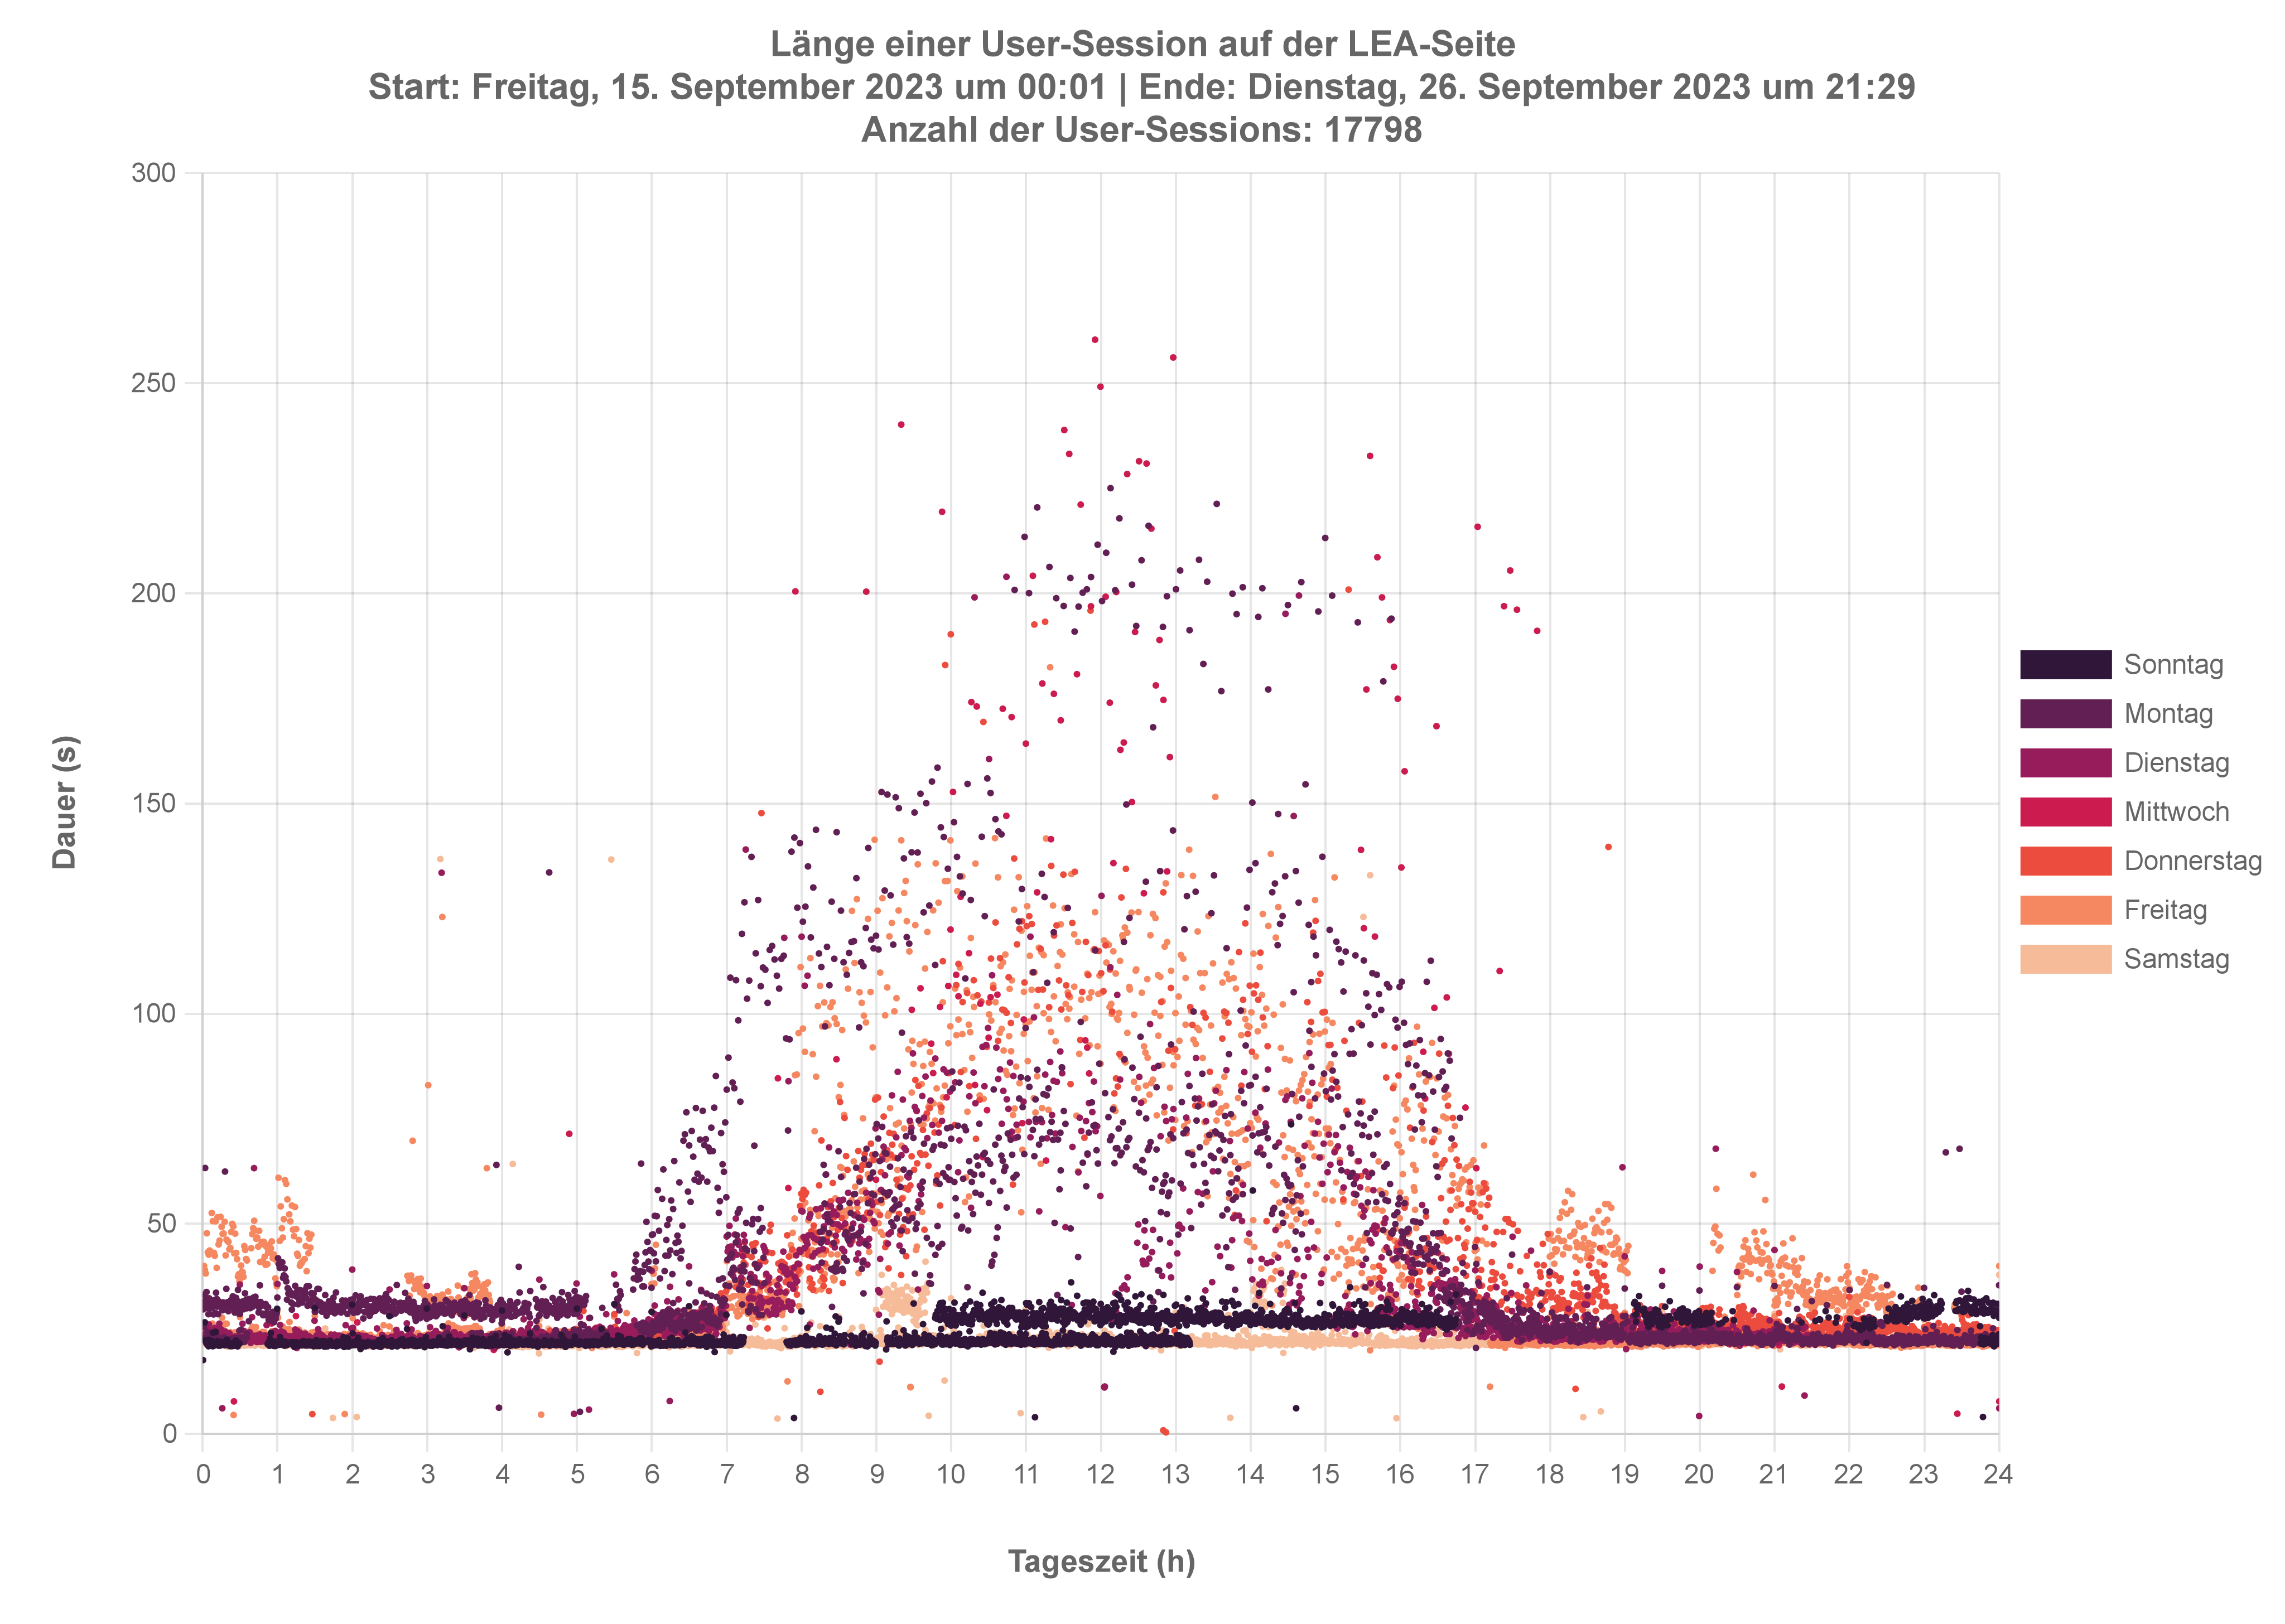 Länge einer User-Session auf der LEA-Seite
Start: Freitag, 15. September 2023 um 00:01 | Ende: Dienstag, 26. September 2023 um 21:29
Anzahl der User-Sessions: 17798
300
250
200
150
100
50
0
Dauer (s)
0 1 2 3 4 5 6 7 8 9 10 11 12 13 14 15 16 17 18 19 20 21 22 23 24
Tageszeit (h)
Sonntag
Montag
Dienstag
Mittwoch
Donnerstag
Freitag
Samstag